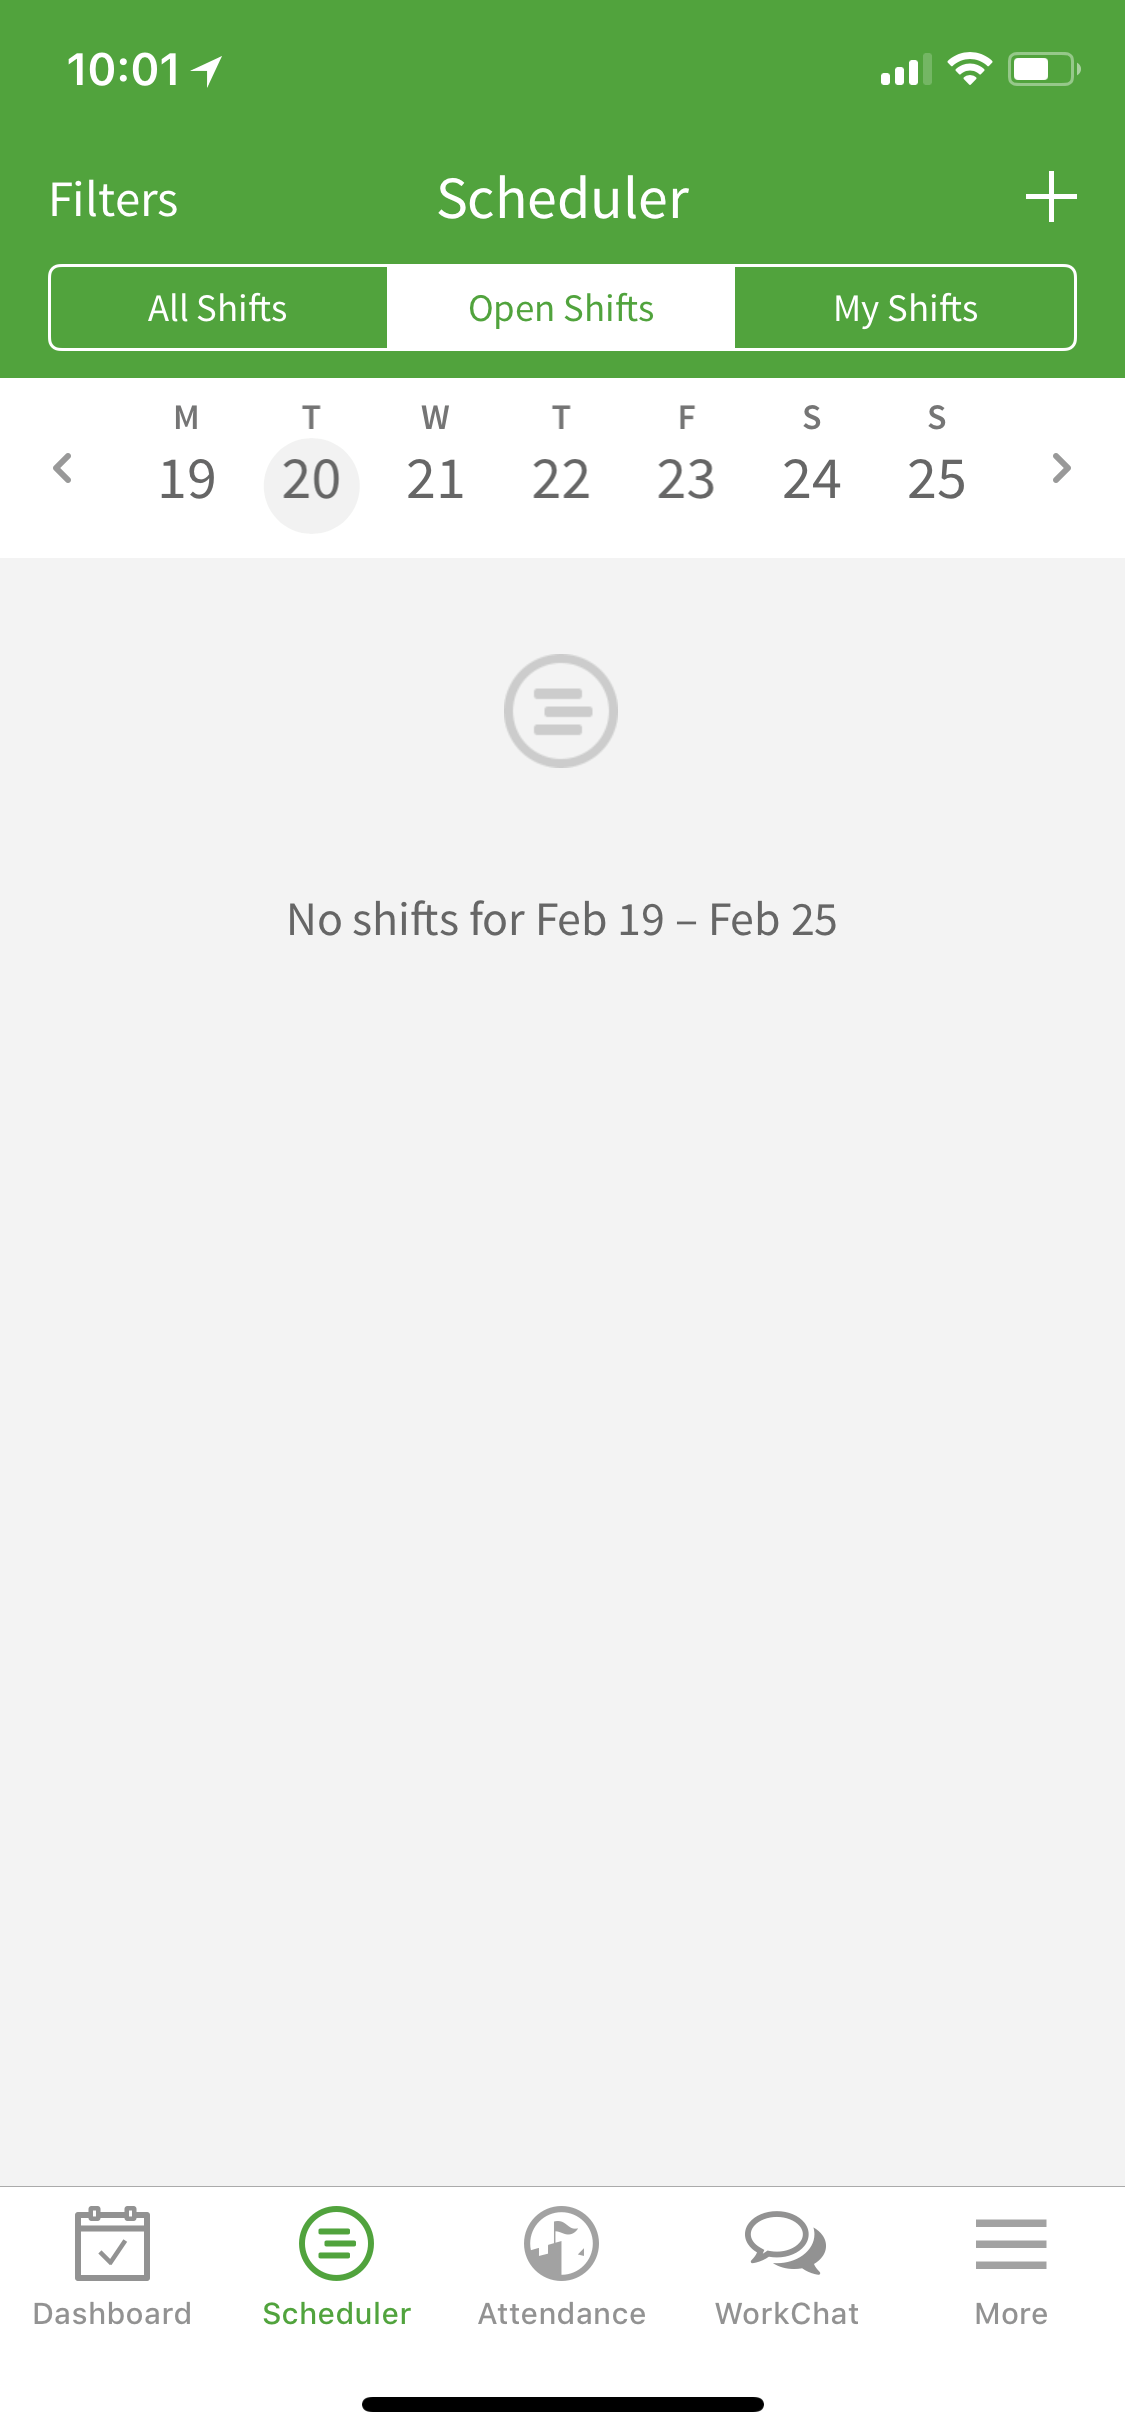 10:01
Filters Scheduler
All Shifts Open Shifts My Shifts
M T W T F S S
19 20 21 22 23 24 25
No shifts for Feb 19 – Feb 25
Dashboard Scheduler Attendance WorkChat More